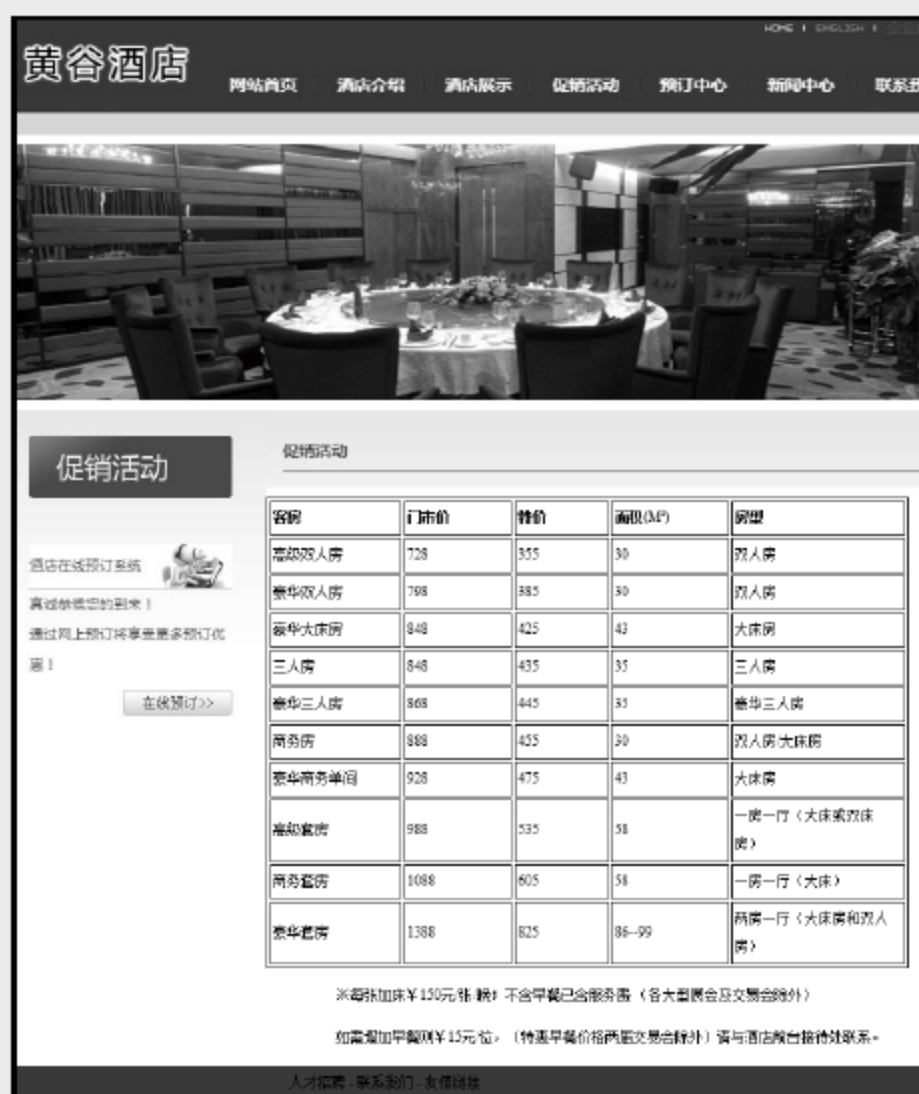 HOME | ENGLISH |
黄谷酒店
网站首页 酒店介绍 酒店展示 促销活动 预订中心 新闻中心 联系我
促销活动
促销活动
客房 门市价 特价 面积(M²) 房型
高级双人房 728 355 30 双人房
豪华双人房 798 385 30 双人房
豪华大床房 848 425 43 大床房
三人房 848 435 35 三人房
豪华三人房 868 445 35 豪华三人房
商务房 888 455 30 双人房/大床房
豪华商务单间 928 475 43 大床房
高级套房 988 535 58 一房一厅（大床或双床
房）
商务套房 1088 605 58 一房一厅（大床）
豪华套房 1388 825 86--99 两房一厅（大床房和双人
房）
酒店在线预订系统
真诚恭候您的到来！
通过网上预订将享受更多预订优
惠！
在线预订>>
※每张加床￥150元/张/晚；不含早餐已含服务费（各大型展会及交易会除外）
如需增加早餐则￥15元/位。（特惠早餐价格两届交易会除外）请与酒店前台接待处联系。
人才招聘 - 联系我们 - 友情链接